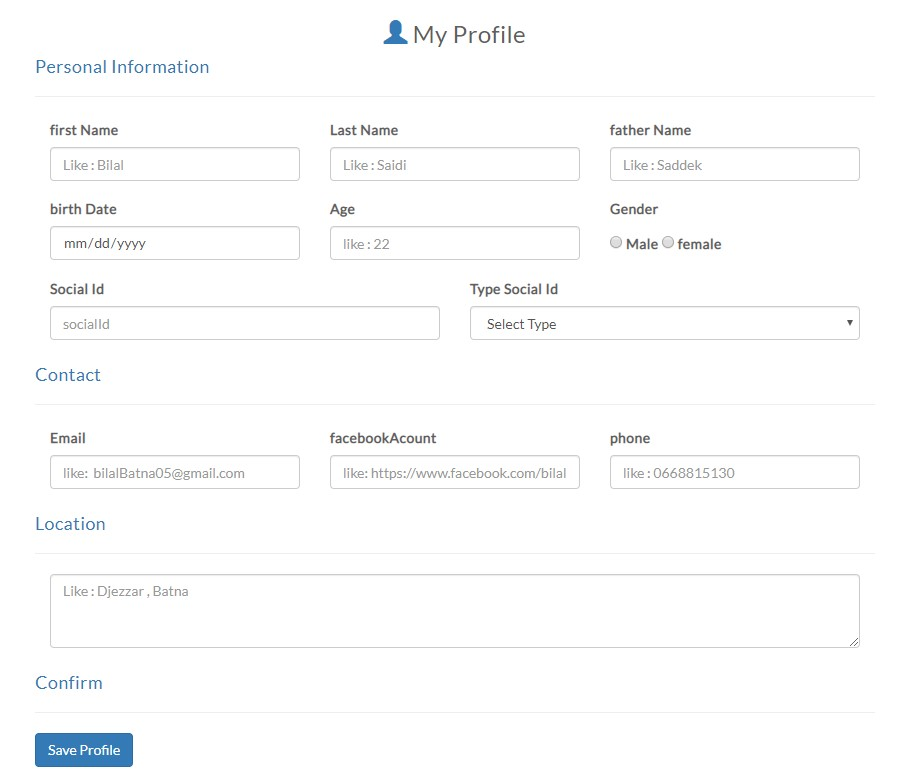 My Profile
Personal Information
first Name Last Name father Name
Like : Bilal Like : Saidi Like : Saddek
birth Date Age Gender
mm/dd/yyyy like : 22 Male female
Social Id Type Social Id
socialId Select Type
Contact
Email facebookAcount phone
like: bilalBatna05@gmail.com like: https://www.facebook.com/bilal like : 0668815130
Location
Like : Djezzar , Batna
Confirm
Save Profile